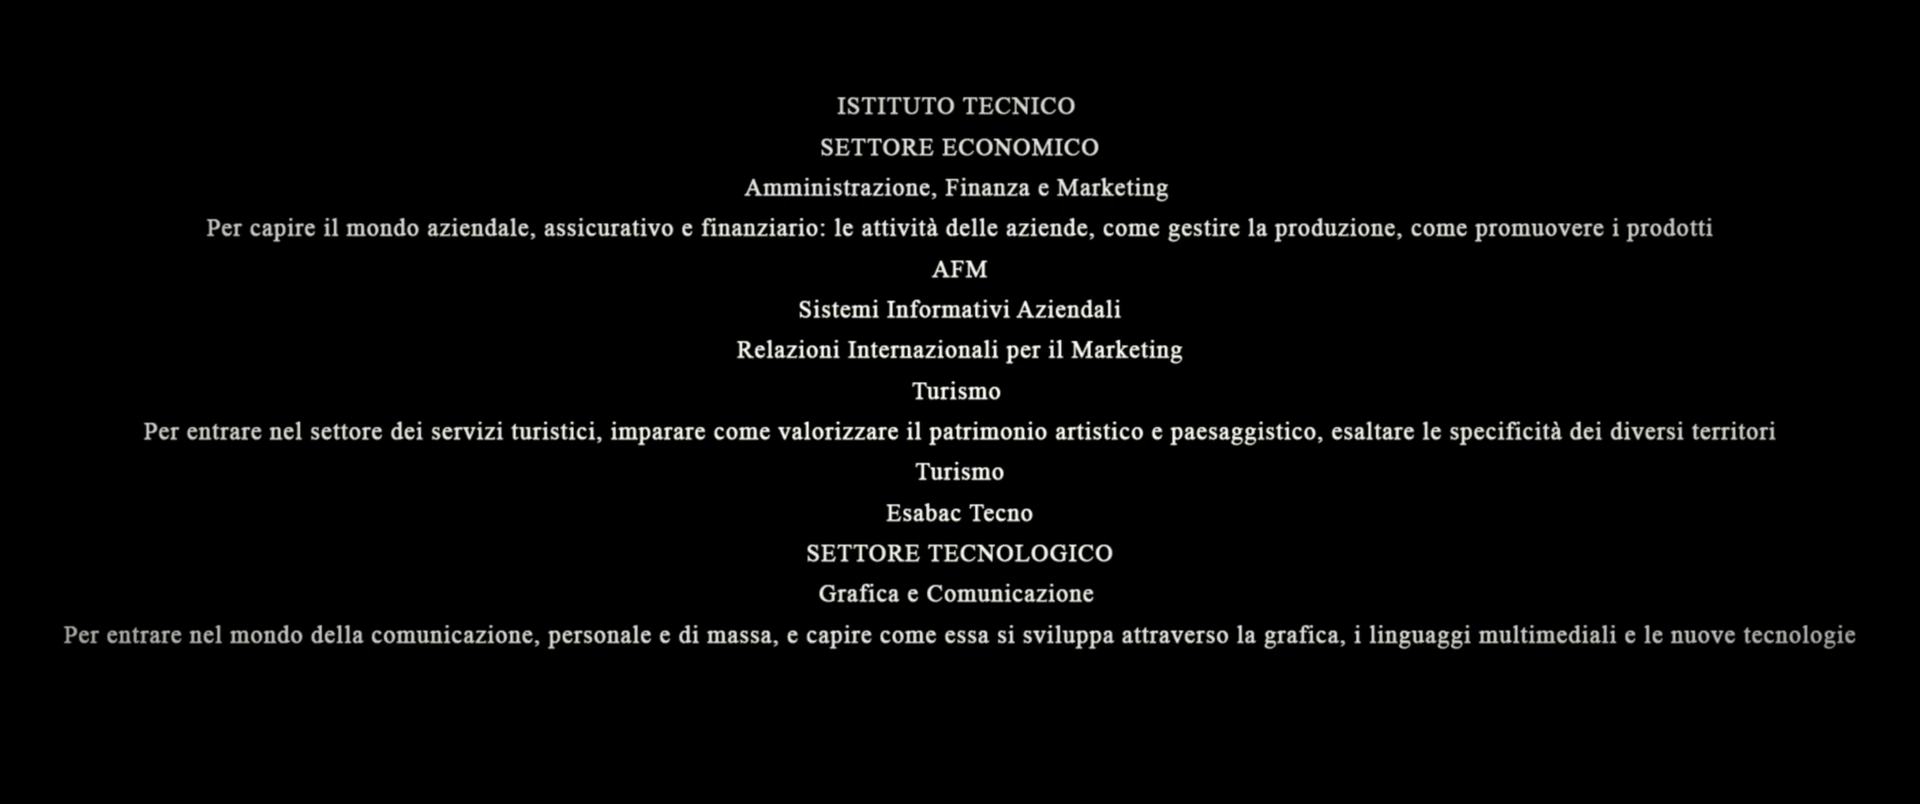 ISTITUTO TECNICO
SETTORE ECONOMICO
Amministrazione, Finanza e Marketing
Per capire il mondo aziendale, assicurativo e finanziario: le attività delle aziende, come gestire la produzione, come promuovere i prodotti
AFM
Sistemi Informativi Aziendali
Relazioni Internazionali per il Marketing
Turismo
Per entrare nel settore dei servizi turistici, imparare come valorizzare il patrimonio artistico e paesaggistico, esaltare le specificità dei diversi territori
Turismo
Esabac Tecno
SETTORE TECNOLOGICO
Grafica e Comunicazione
Per entrare nel mondo della comunicazione, personale e di massa, e capire come essa si sviluppa attraverso la grafica, i linguaggi multimediali e le nuove tecnologie